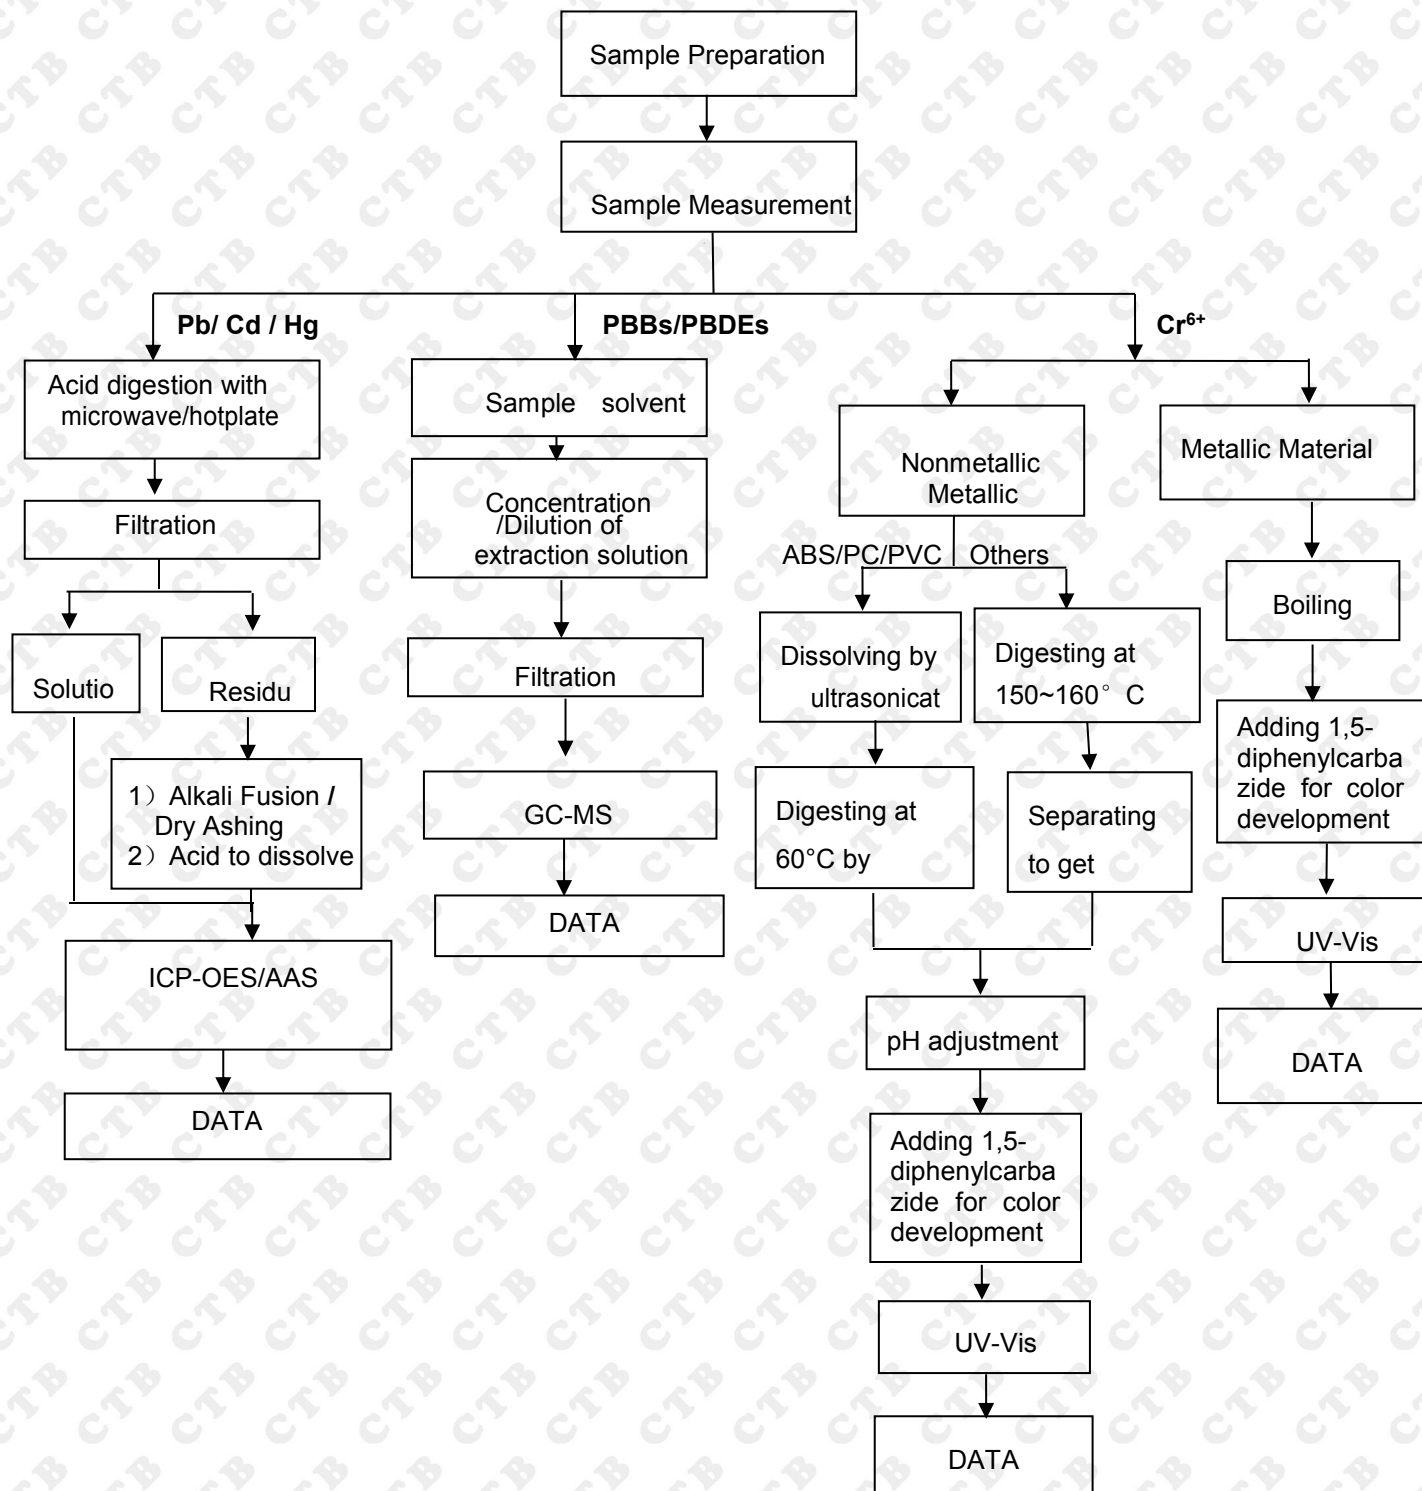 Sample Preparation
Sample Measurement
Pb/ Cd / Hg
PBBs/PBDEs
Cr⁶⁺
Acid digestion with
microwave/hotplate
Filtration
Solutio
Residu
1）Alkali Fusion /
Dry Ashing
2）Acid to dissolve
ICP-OES/AAS
DATA
Sample solvent
Concentration
/Dilution of
extraction solution
Filtration
GC-MS
DATA
Nonmetallic
Metallic
ABS/PC/PVC
Others
Dissolving by
ultrasonicat
Digesting at
60°C by
Digesting at
150~160° C
Separating
to get
pH adjustment
Adding 1,5-
diphenylcarba
zide for color
development
UV-Vis
DATA
Metallic Material
Boiling
Adding 1,5-
diphenylcarba
zide for color
development
UV-Vis
DATA
CTB